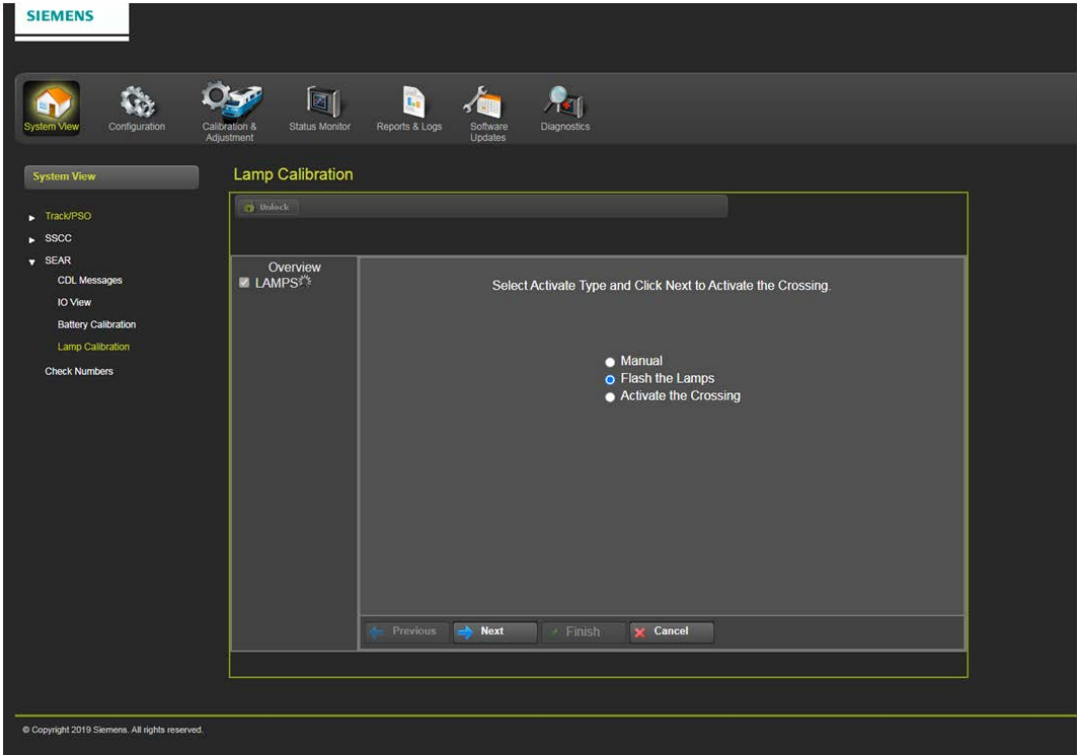 SIEMENS
System View
Configuration
Calibration &
Adjustment
Status Monitor
Reports & Logs
Software
Updates
Diagnostics
System View
Track/PSO
SSCC
SEAR
CDL Messages
IO View
Battery Calibration
Lamp Calibration
Check Numbers
Lamp Calibration
Unlock
Overview
LAMPS
Select Activate Type and Click Next to Activate the Crossing.
Manual
Flash the Lamps
Activate the Crossing
Previous
Next
Finish
Cancel
© Copyright 2019 Siemens. All rights reserved.